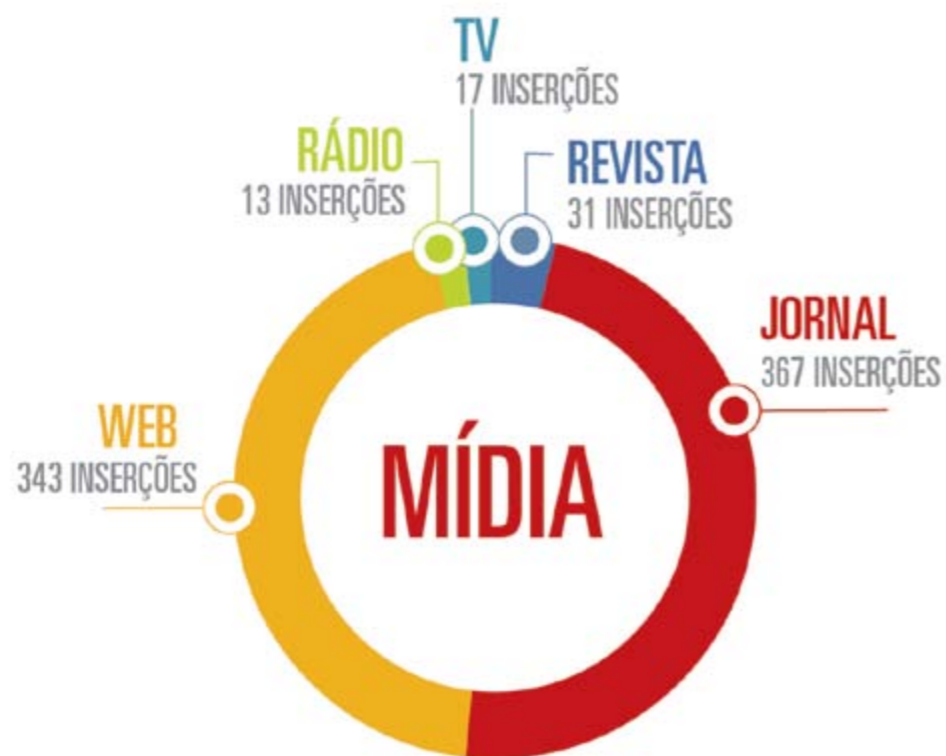 TV
17 INSERÇÕES
RÁDIO
13 INSERÇÕES
REVISTA
31 INSERÇÕES
JORNAL
367 INSERÇÕES
WEB
343 INSERÇÕES
MÍDIA